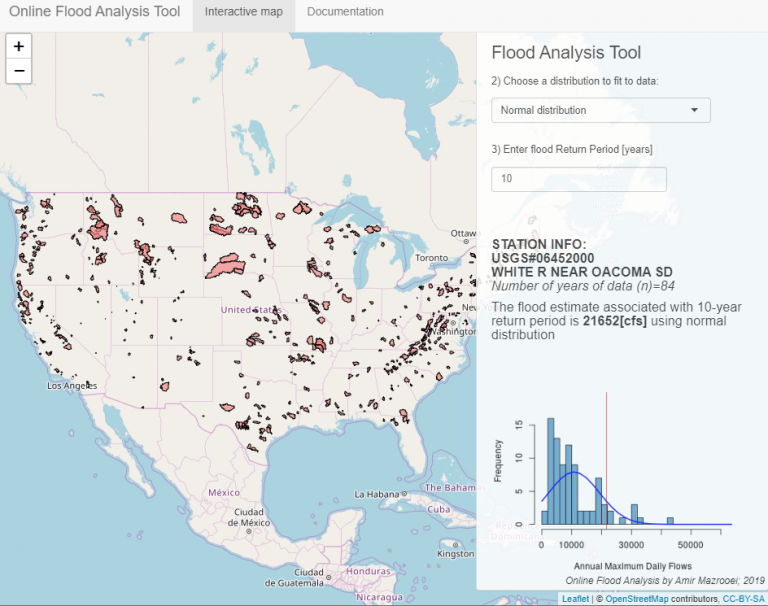 Online Flood Analysis Tool
Interactive map
Documentation
+
−
Flood Analysis Tool
2) Choose a distribution to fit to data:
Normal distribution
3) Enter flood Return Period [years]
10
STATION INFO:
USGS#06452000
WHITE R NEAR OACOMA SD
Number of years of data (n)=84
The flood estimate associated with 10-year
return period is 21652[cfs] using normal
distribution
Ottaw
Toronto
New
Washington
United States
Los Angeles
México
Ciudad
de México
La Habana
The Bahama
Cuba
Kingston
Ciudad
de Guatemala
Honduras
Nicaragua
Frequency
15
10
5
0
0
10000
30000
50000
Annual Maximum Daily Flows
Online Flood Analysis by Amir Mazrooei; 2019
Leaflet | © OpenStreetMap contributors, CC-BY-SA